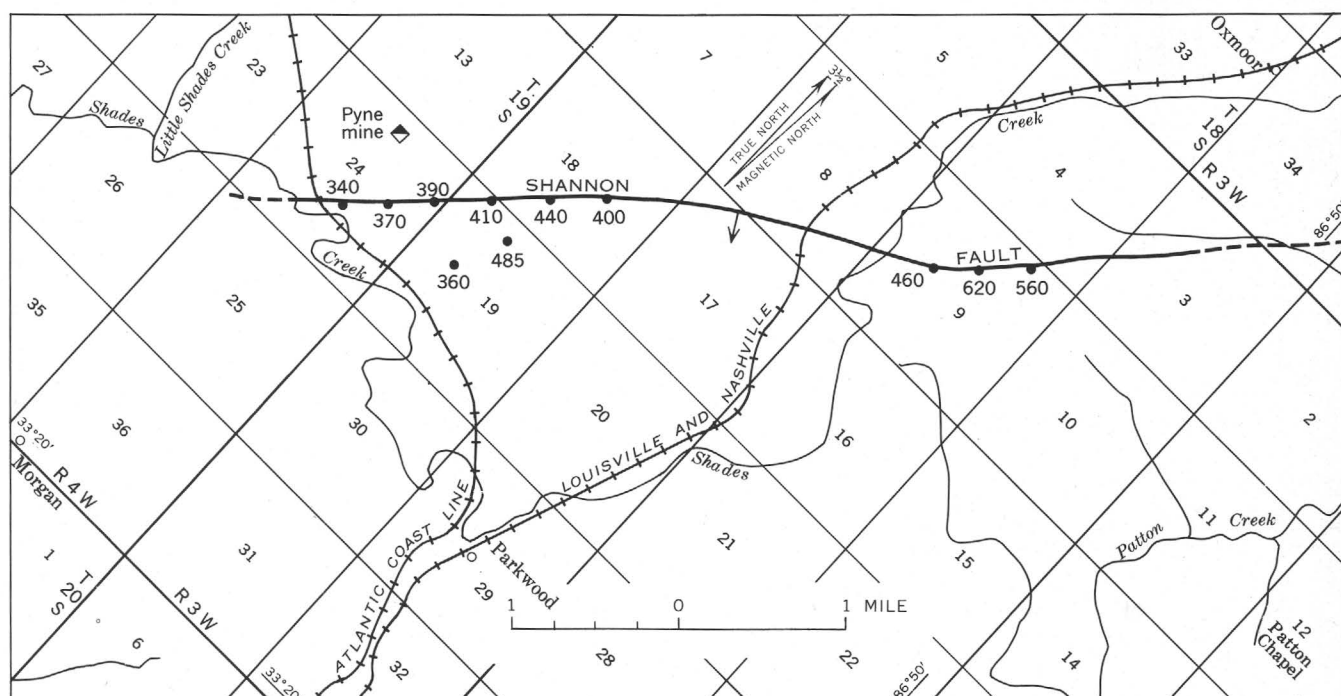 27
Little Shades Creek
23
13
7
5
33
Oxmoor
Shades
Pyne
mine
T.
19
S
3½°
TRUE NORTH
MAGNETIC NORTH
Creek
T
18
S
R 3 W
26
24
18
8
4
34
340
370
390
SHANNON
410
440
400
86°50'
Creek
485
360
FAULT
460
620
560
35
25
19
17
9
3
33°20'
Morgan
R 4 W
36
30
20
LOUISVILLE AND NASHVILLE
16
10
2
Shades
1
T
20
S
31
R 3 W
ATLANTIC COAST LINE
Parkwood
29
21
15
Patton
11
Creek
1
0
1 MILE
6
33°20'
32
28
22
86°50'
14
12
Patton
Chapel